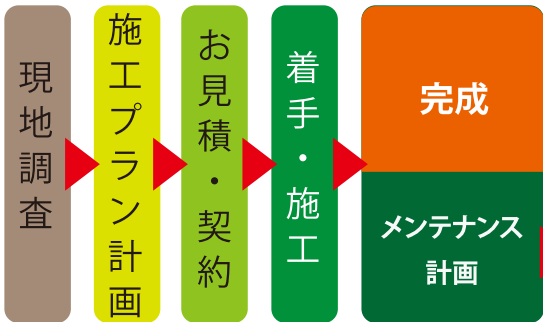 現地調査
施工プラン計画
お見積・契約
着手・施工
完成
メンテナンス
計画